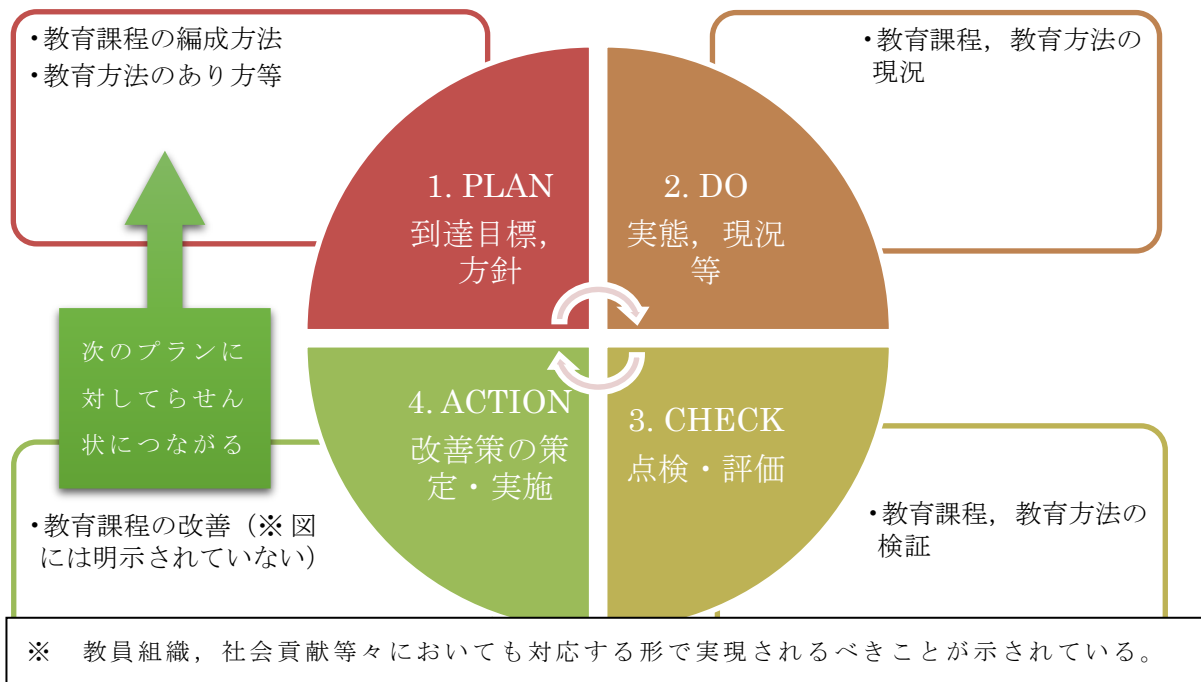 ・教育課程の編成方法
・教育方法のあり方等
・教育課程，教育方法の
現況
1. PLAN
到達目標，
方針
2. DO
実態，現況
等
次のプランに
対してらせん
状につながる
4. ACTION
改善策の策
定・実施
3. CHECK
点検・評価
・教育課程の改善（※図
には明示されていない）
・教育課程，教育方法の
検証
※　教員組織，社会貢献等々においても対応する形で実現されるべきことが示されている。